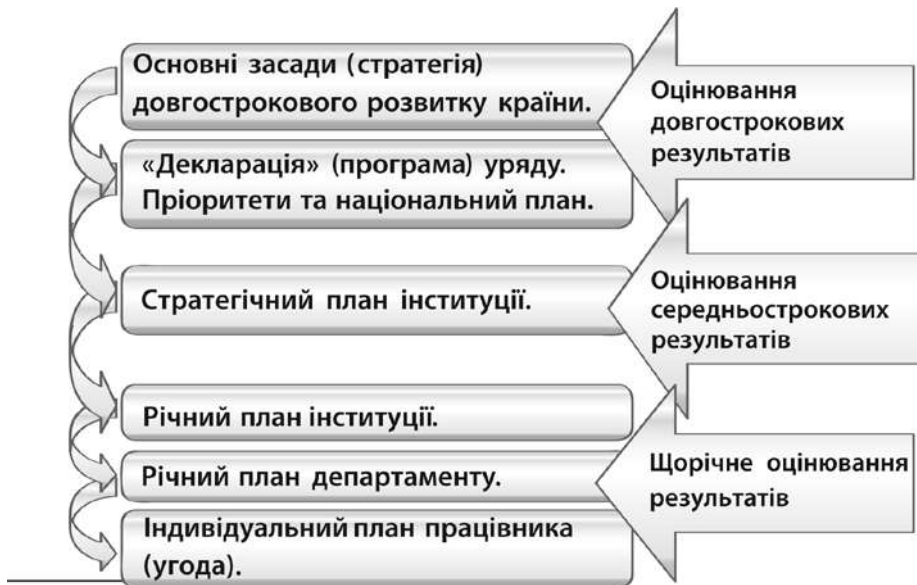 Основні засади (стратегія)
довгострокового розвитку країни.
«Декларація» (програма) уряду.
Пріоритети та національний план.
Стратегічний план інституції.
Річний план інституції.
Річний план департаменту.
Індивідуальний план працівника
(угода).
Оцінювання
довгострокових
результатів
Оцінювання
середньострокових
результатів
Щорічне оцінювання
результатів